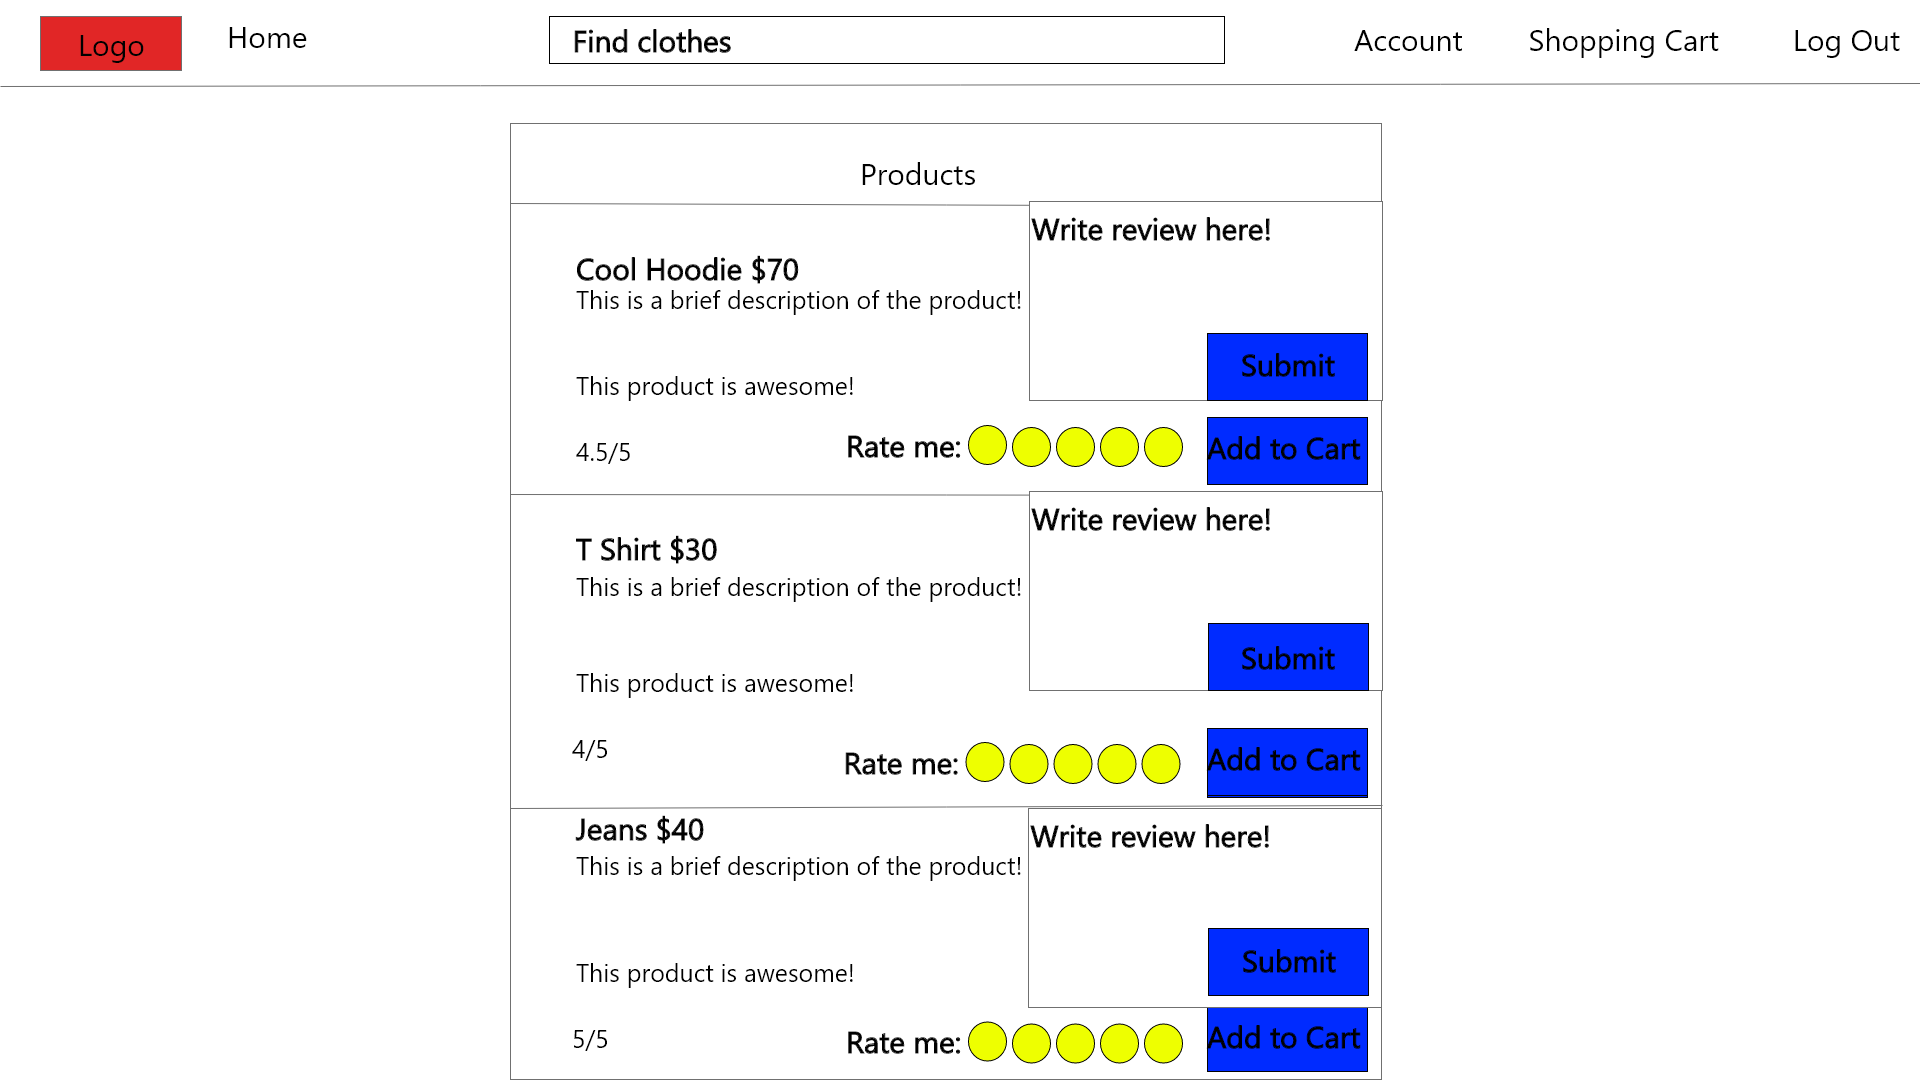 Logo
Home
Find clothes
Account
Shopping Cart
Log Out
Products
Write review here!
Cool Hoodie $70
This is a brief description of the product!
Submit
This product is awesome!
4.5/5
Rate me:
Add to Cart
Write review here!
T Shirt $30
This is a brief description of the product!
Submit
This product is awesome!
4/5
Rate me:
Add to Cart
Jeans $40
Write review here!
This is a brief description of the product!
Submit
This product is awesome!
5/5
Rate me:
Add to Cart